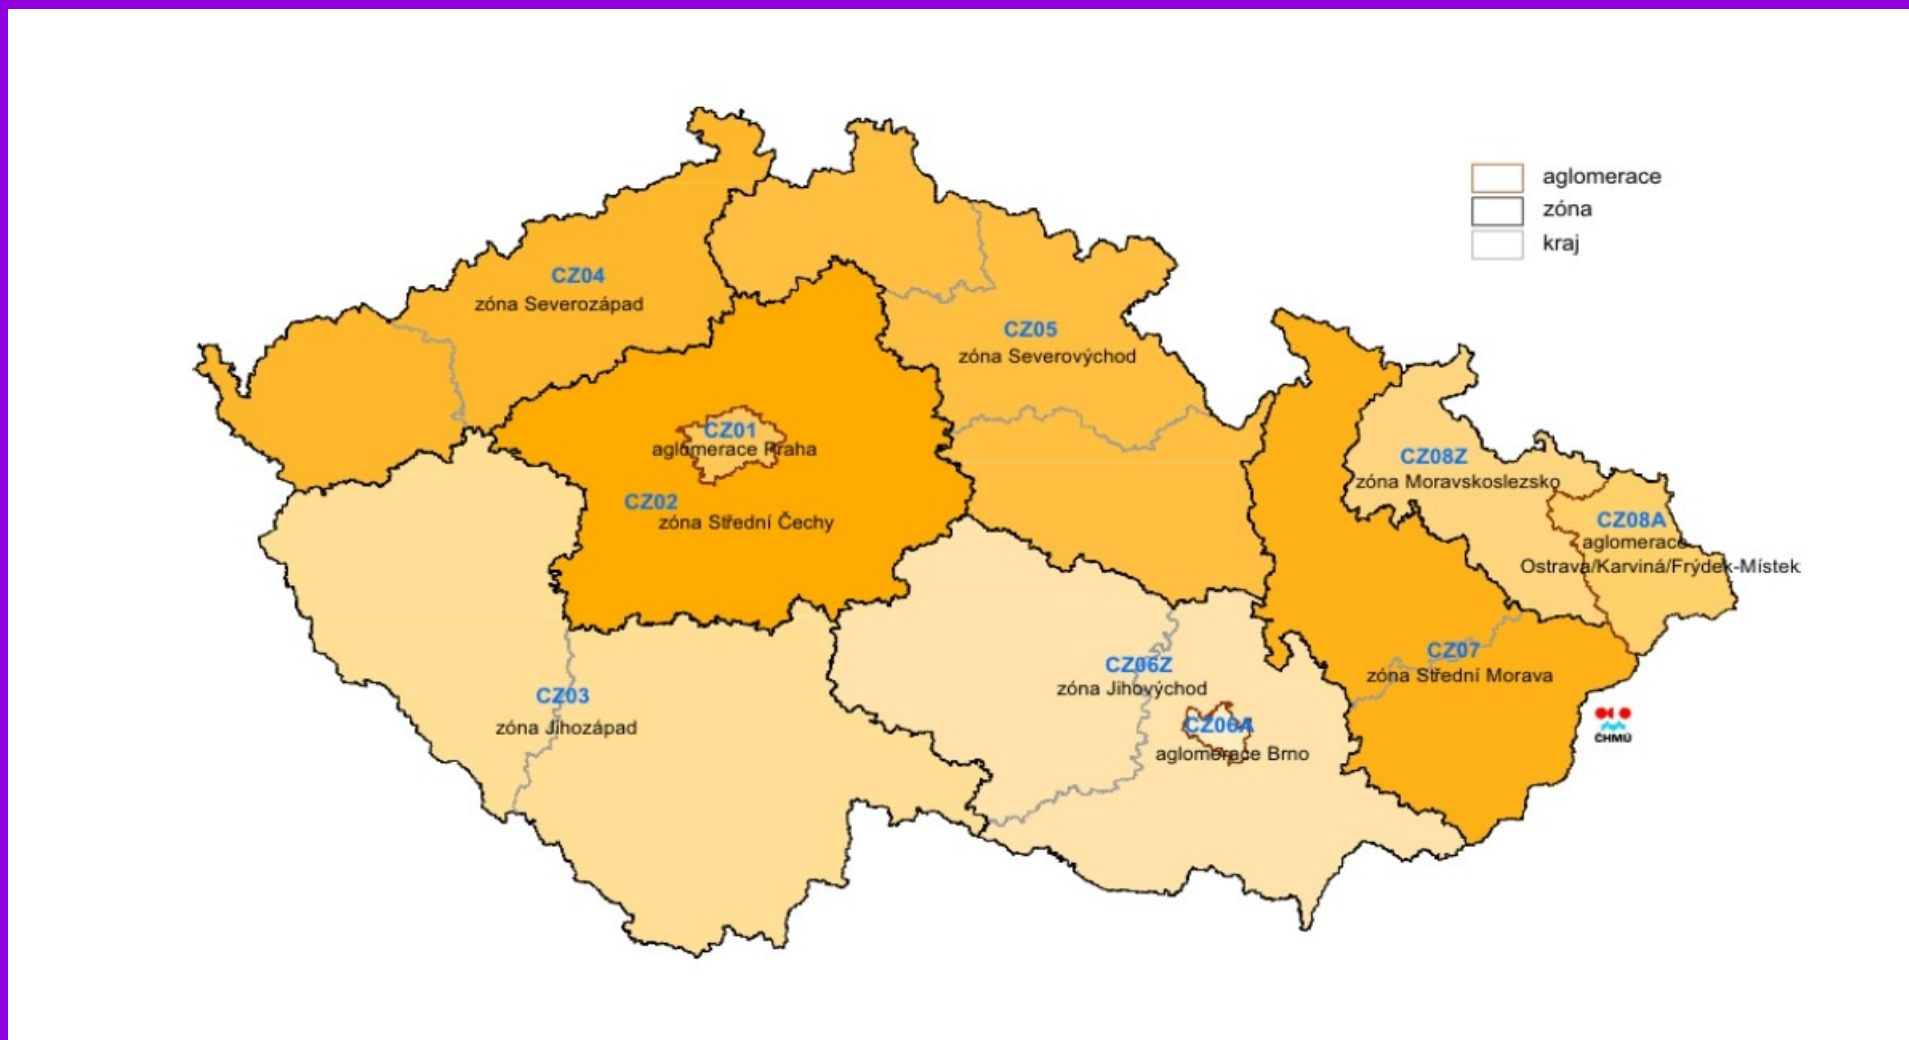 aglomerace
zóna
kraj
CZ04
zóna Severozápad
CZ05
zóna Severovýchod
CZ01
aglomerace Praha
CZ02
zóna Střední Čechy
CZ08Z
zóna Moravskoslezsko
CZ08A
aglomerace
Ostrava/Karviná/Frýdek-Místek
CZ07
zóna Střední Morava
CZ06Z
zóna Jihovýchod
CZ03
zóna Jihozápad
CZ06A
aglomerace Brno
ČHMÚ